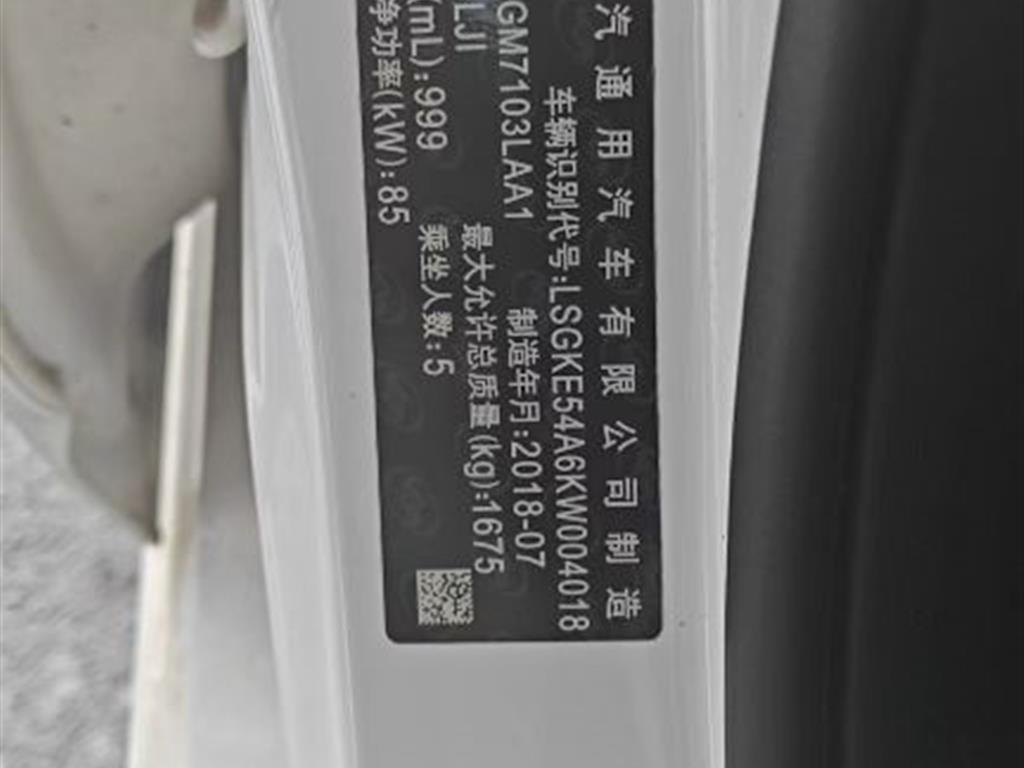 汽通用汽车有限公司制造
车辆识别代号:LSGKE54A6KW004018
GM7103LAA1 制造年月:2018-07
LJI 最大允许总质量(kg):1675
(mL):999 乘坐人数:5
净功率(kW):85